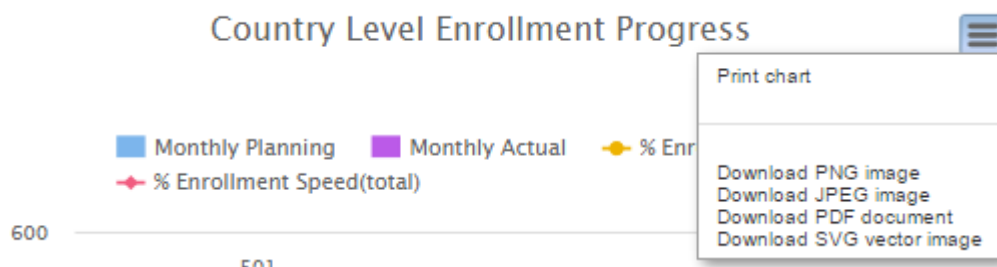 Country Level Enrollment Progress
Print chart
Monthly Planning Monthly Actual % Enr
% Enrollment Speed(total)
Download PNG image
Download JPEG image
Download PDF document
Download SVG vector image
600
501